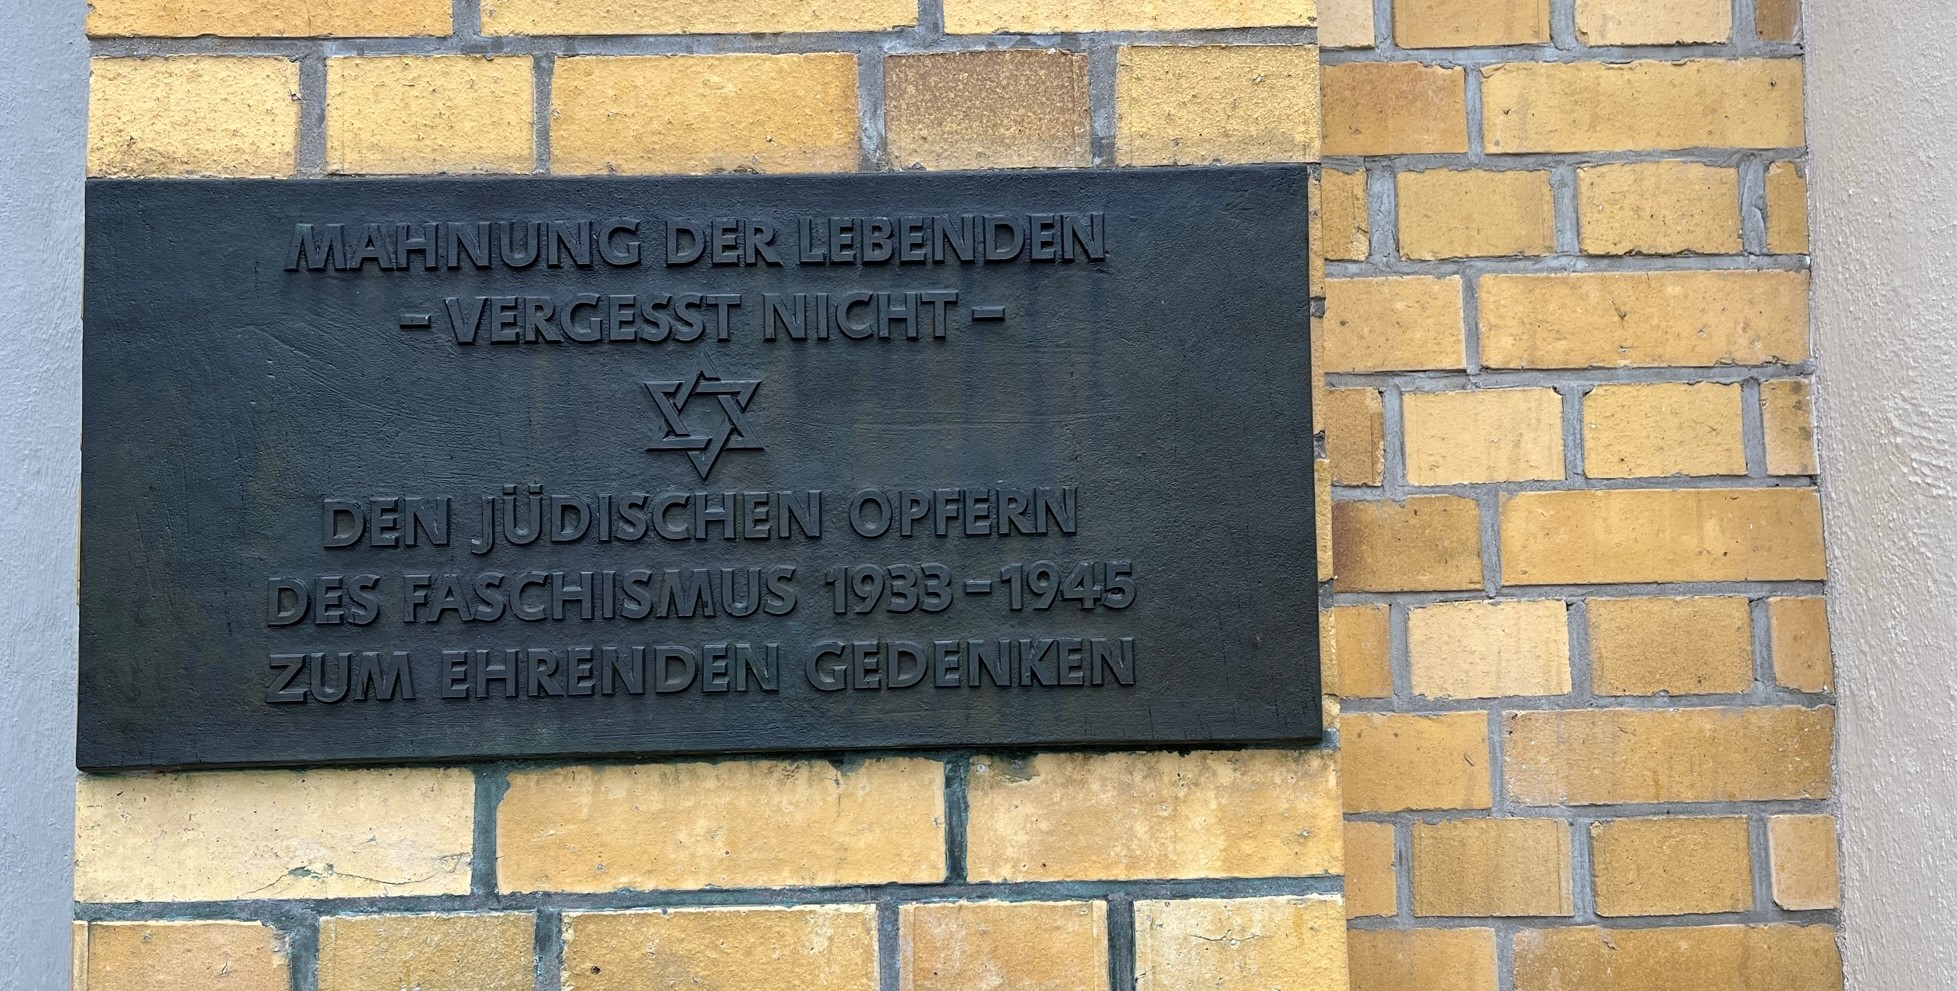 MAHNUNG DER LEBENDEN
– VERGESST NICHT –
DEN JÜDISCHEN OPFERN
DES FASCHISMUS 1933–1945
ZUM EHRENDEN GEDENKEN